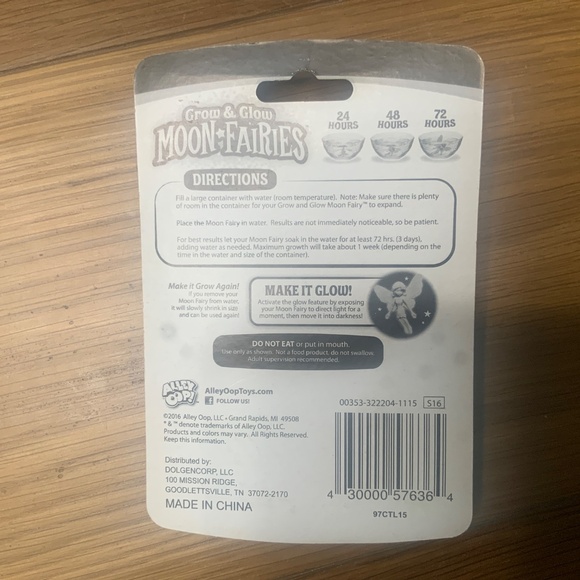 Grow & Glow
MOON★FAIRIES
24 HOURS
48 HOURS
72 HOURS
DIRECTIONS
Fill a large container with water (room temperature). Note: Make sure there is plenty
of room in the container for your Grow and Glow Moon Fairy™ to expand.
Place the Moon Fairy in water. Results are not immediately noticeable, so be patient.
For best results let your Moon Fairy soak in the water for at least 72 hrs. (3 days),
adding water as needed. Maximum growth will take about 1 week (depending on the
time in the water and size of the container).
Make it Grow Again!
If you remove your
Moon Fairy from water,
it will slowly shrink in size
and can be used again!
MAKE IT GLOW!
Activate the glow feature by exposing
your Moon Fairy to direct light for a
moment, then move it into darkness!
DO NOT EAT or put in mouth.
Use only as shown. Not a food product, do not swallow.
Adult supervision recommended.
ALLEY OOP!
AlleyOopToys.com
f FOLLOW US!
©2016 Alley Oop, LLC • Grand Rapids, MI 49508
® & ™ denote trademarks of Alley Oop, LLC.
Products and colors may vary. All Rights Reserved.
Keep this information.
00353-322204-1115 S16
Distributed by:
DOLGENCORP, LLC
100 MISSION RIDGE,
GOODLETTSVILLE, TN 37072-2170
MADE IN CHINA
4 30000 57636 4
97CTL15